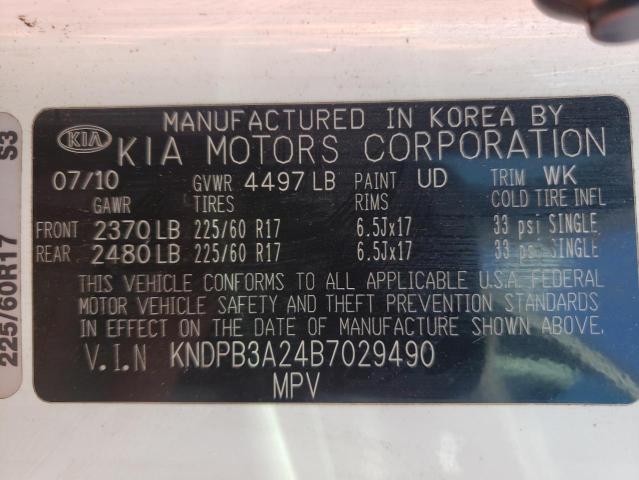 MANUFACTURED IN KOREA BY
KIA KIA MOTORS CORPORATION
07/10 GVWR 4497 LB PAINT UD TRIM WK
GAWR TIRES RIMS COLD TIRE INFL
FRONT 2370 LB 225/60 R17 6.5Jx17 33 psi SINGLE
REAR 2480 LB 225/60 R17 6.5Jx17 33 psi SINGLE
THIS VEHICLE CONFORMS TO ALL APPLICABLE U.S.A. FEDERAL
MOTOR VEHICLE SAFETY AND THEFT PREVENTION STANDARDS
IN EFFECT ON THE DATE OF MANUFACTURE SHOWN ABOVE.
V.I.N KNDPB3A24B7029490
MPV
225/60R17 S3